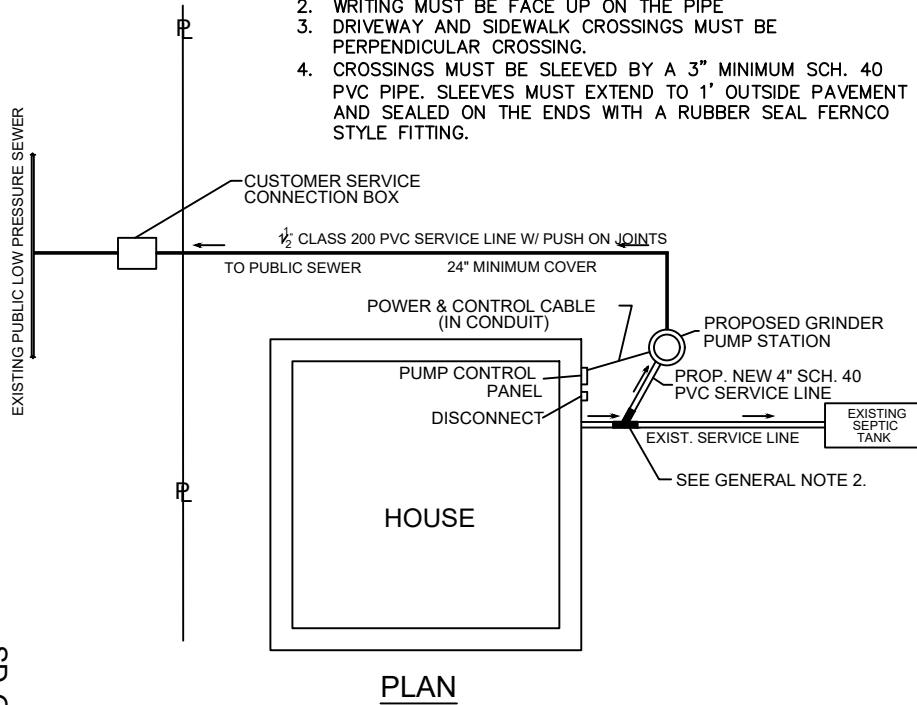 2. WRITING MUST BE FACE UP ON THE PIPE
3. DRIVEWAY AND SIDEWALK CROSSINGS MUST BE
PERPENDICULAR CROSSING.
4. CROSSINGS MUST BE SLEEVED BY A 3" MINIMUM SCH. 40
PVC PIPE. SLEEVES MUST EXTEND TO 1' OUTSIDE PAVEMENT
AND SEALED ON THE ENDS WITH A RUBBER SEAL FERNCO
STYLE FITTING.
PL
EXISTING PUBLIC LOW PRESSURE SEWER
CUSTOMER SERVICE
CONNECTION BOX
1½" CLASS 200 PVC SERVICE LINE W/ PUSH ON JOINTS
TO PUBLIC SEWER
24" MINIMUM COVER
POWER & CONTROL CABLE
(IN CONDUIT)
PROPOSED GRINDER
PUMP STATION
PUMP CONTROL
PANEL
PROP. NEW 4" SCH. 40
PVC SERVICE LINE
DISCONNECT
EXIST. SERVICE LINE
EXISTING
SEPTIC
TANK
SEE GENERAL NOTE 2.
PL
HOUSE
PLAN